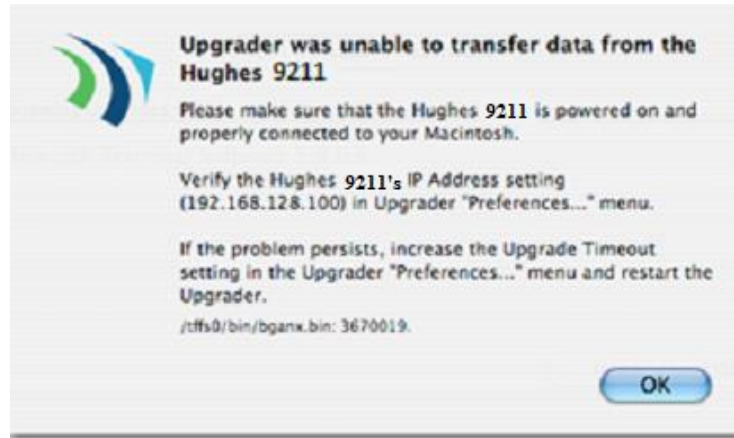 Upgrader was unable to transfer data from the
Hughes 9211
Please make sure that the Hughes 9211 is powered on and
properly connected to your Macintosh.
Verify the Hughes 9211's IP Address setting
(192.168.128.100) in Upgrader "Preferences..." menu.
If the problem persists, increase the Upgrade Timeout
setting in the Upgrader "Preferences..." menu and restart the
Upgrader.
/tffs0/bin/bganx.bin: 3670019.
OK